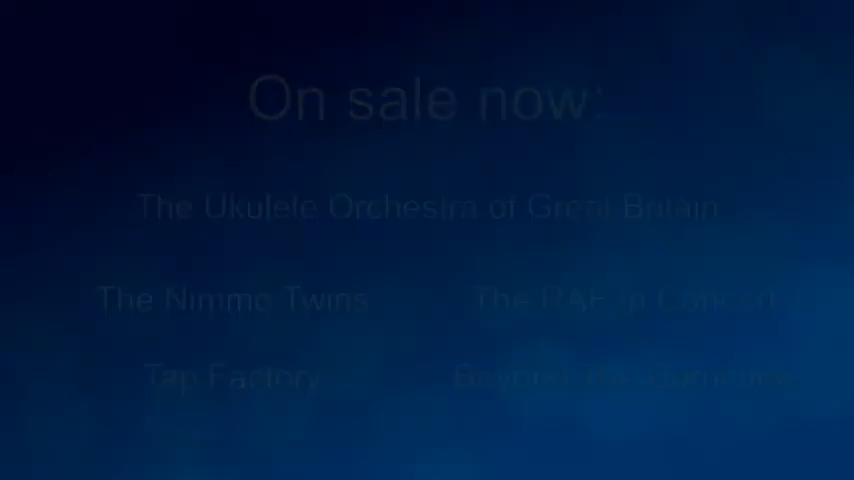 On sale now:
The Ukulele Orchestra of Great Britain
The Nimmo Twins
The RAF in Concert
Tap Factory
Beyond the Barricade